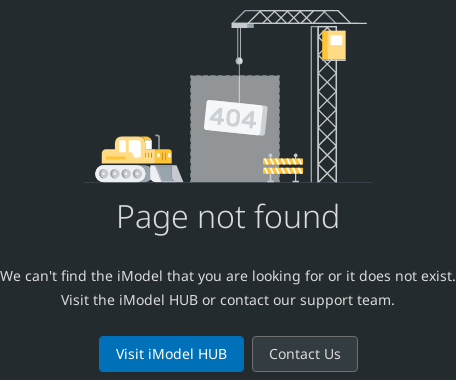 404
Page not found
We can't find the iModel that you are looking for or it does not exist.
Visit the iModel HUB or contact our support team.
Visit iModel HUB
Contact Us